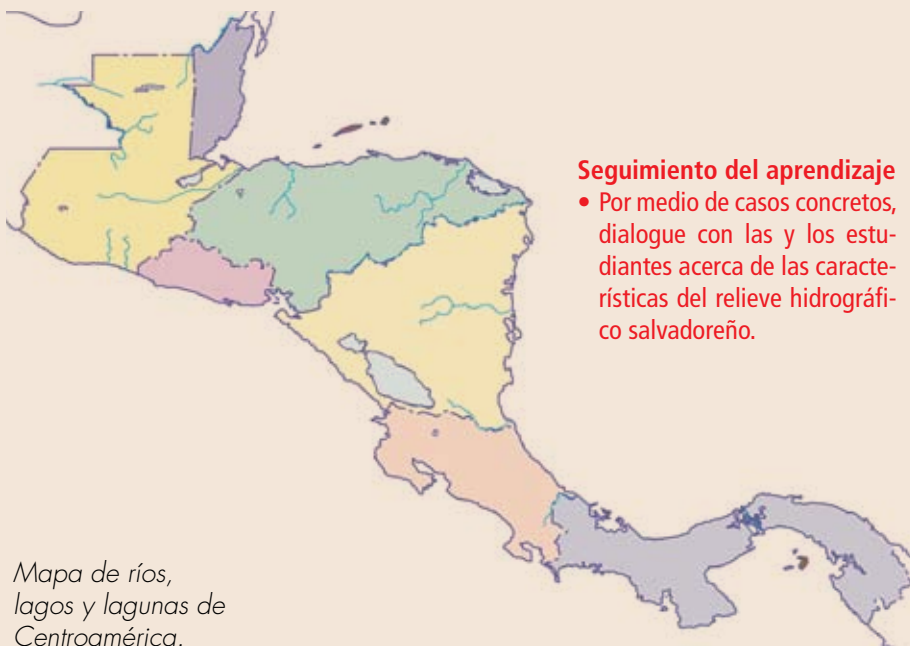 Seguimiento del aprendizaje
• Por medio de casos concretos,
dialogue con las y los estu-
diantes acerca de las caracte-
rísticas del relieve hidrográfi-
co salvadoreño.
Mapa de ríos,
lagos y lagunas de
Centroamérica.